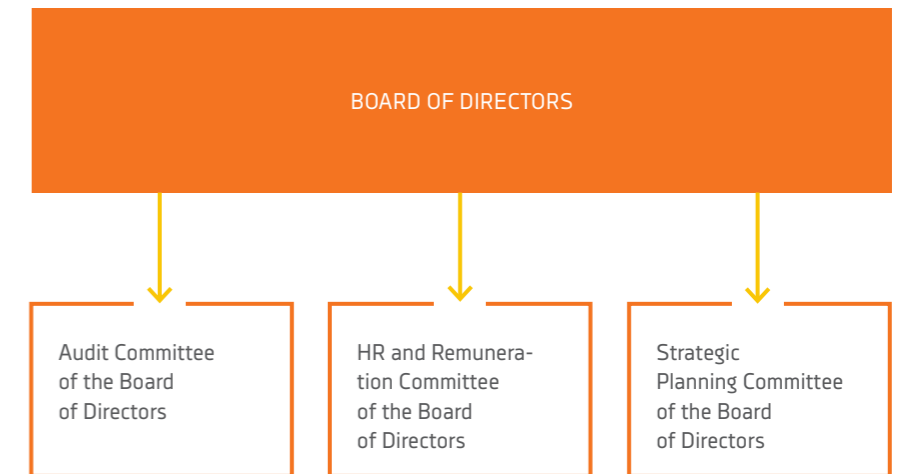 BOARD OF DIRECTORS
Audit Committee
of the Board
of Directors
HR and Remunera-
tion Committee
of the Board
of Directors
Strategic
Planning Committee
of the Board
of Directors